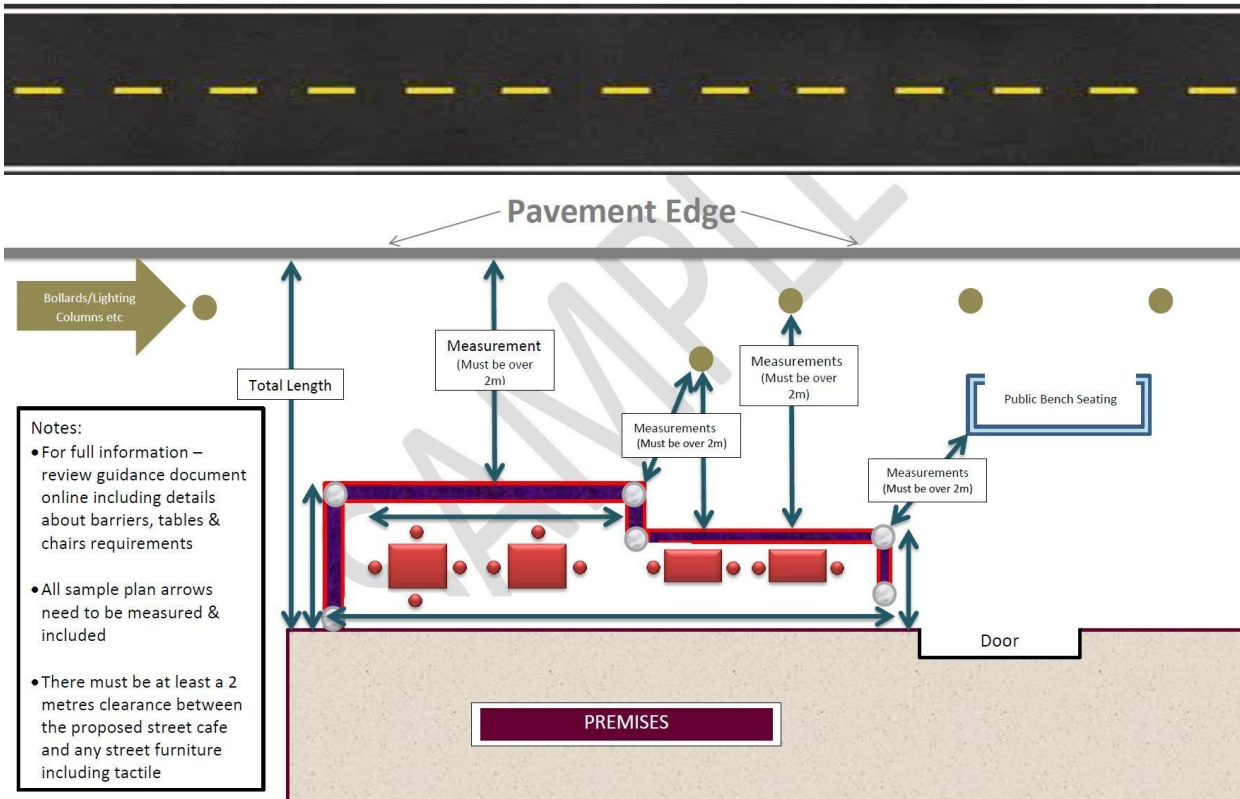 Pavement Edge
Bollards/Lighting
Columns etc
Total Length
Measurement
(Must be over
2m)
Measurements
(Must be over 2m)
Measurements
(Must be over
2m)
Public Bench Seating
Measurements
(Must be over 2m)
SAMPLE
Notes:
•For full information –
review guidance document
online including details
about barriers, tables &
chairs requirements
•All sample plan arrows
need to be measured &
included
•There must be at least a 2
metres clearance between
the proposed street cafe
and any street furniture
including tactile
Door
PREMISES